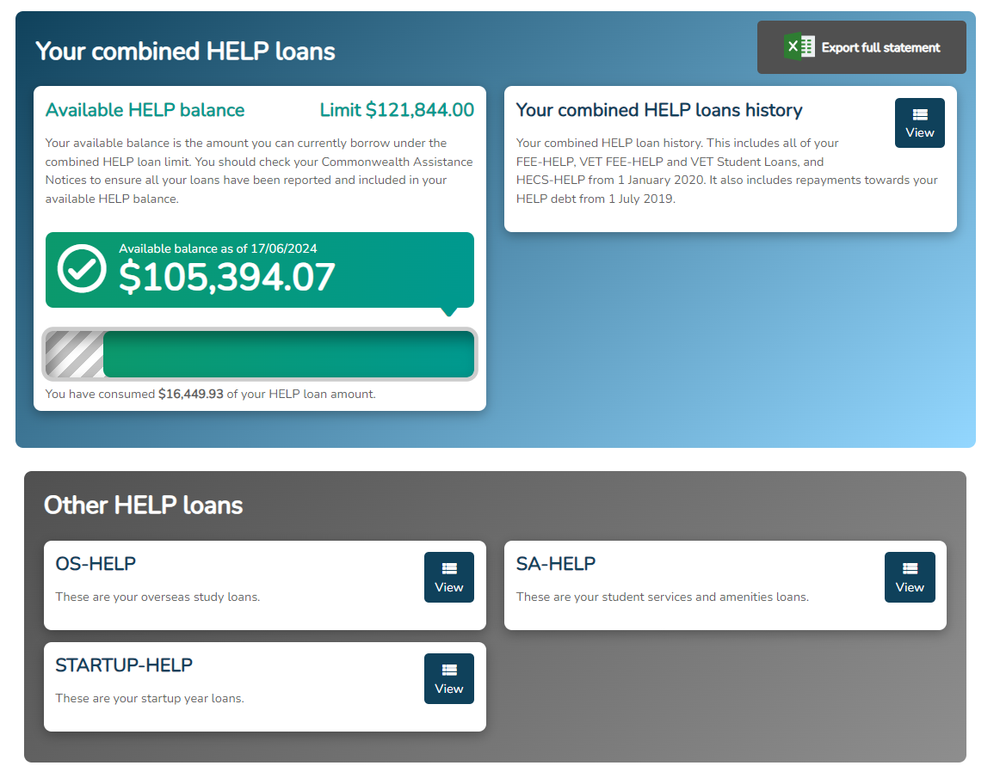 Your combined HELP loans
Export full statement
Available HELP balance Limit $121,844.00
Your available balance is the amount you can currently borrow under the
combined HELP loan limit. You should check your Commonwealth Assistance
Notices to ensure all your loans have been reported and included in your
available HELP balance.
Available balance as of 17/06/2024
$105,394.07
You have consumed $16,449.93 of your HELP loan amount.
Your combined HELP loans history
View
Your combined HELP loan history. This includes all of your
FEE-HELP, VET FEE-HELP and VET Student Loans, and
HECS-HELP from 1 January 2020. It also includes repayments towards your
HELP debt from 1 July 2019.
Other HELP loans
OS-HELP
View
These are your overseas study loans.
SA-HELP
View
These are your student services and amenities loans.
STARTUP-HELP
View
These are your startup year loans.